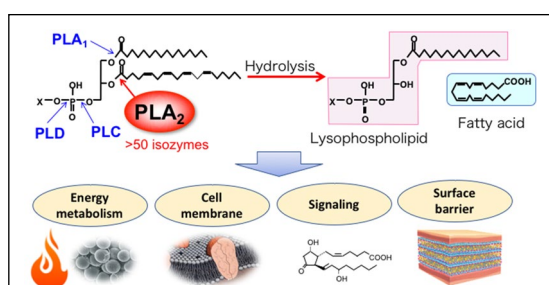 PLA1
O
O
O
O
O
OH
X
O
P
O
O
PLD
PLC
PLA2
>50 isozymes
Hydrolysis
O
O
OH
OH
X
O
P
O
O
Lysophospholipid
COOH
Fatty acid
Energy
metabolism
Cell
membrane
Signaling
Surface
barrier
OH
COOH
O
OH